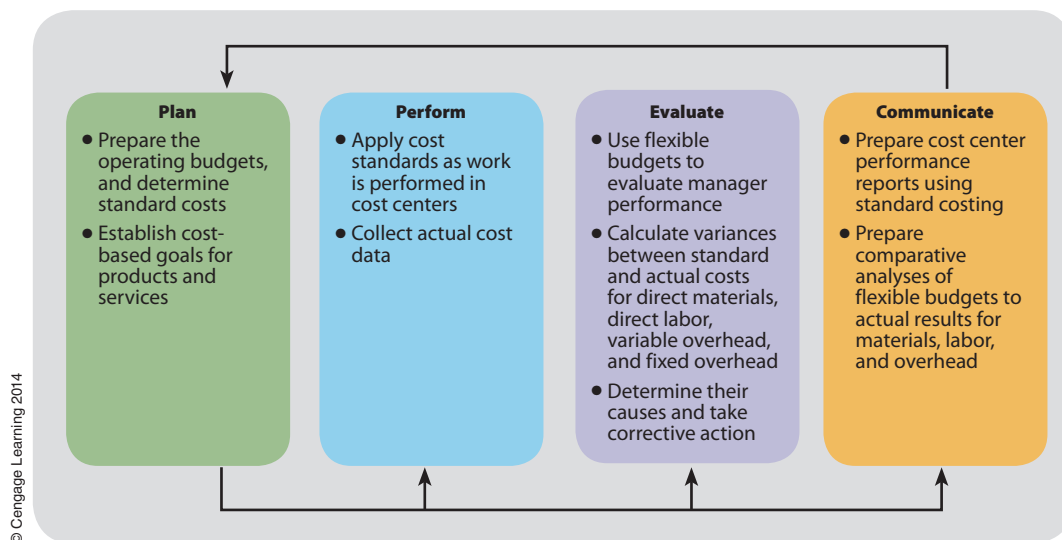 Plan
• Prepare the
operating budgets,
and determine
standard costs
• Establish cost-
based goals for
products and
services
Perform
• Apply cost
standards as work
is performed in
cost centers
• Collect actual cost
data
Evaluate
• Use flexible
budgets to
evaluate manager
performance
• Calculate variances
between standard
and actual costs
for direct materials,
direct labor,
variable overhead,
and fixed overhead
• Determine their
causes and take
corrective action
Communicate
• Prepare cost center
performance
reports using
standard costing
• Prepare
comparative
analyses of
flexible budgets to
actual results for
materials, labor,
and overhead
© Cengage Learning 2014